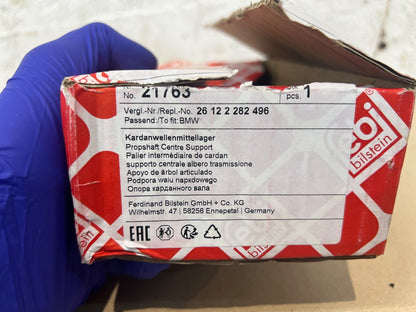 No. 21763 pcs. 1
Vergl.-Nr./Repl.-No. 26 12 2 282 496
Passend:/To fit: BMW
Kardanwellenmittellager
Propshaft Centre Support
Palier intermédiaire de cardan
supporto centrale albero trasmissione
Apoyo de árbol articulado
Podpora wału napędowego
Опора карданного вала
Ferdinand Bilstein GmbH + Co. KG
Wilhelmstr. 47 | 58256 Ennepetal | Germany
EAC
bilstein